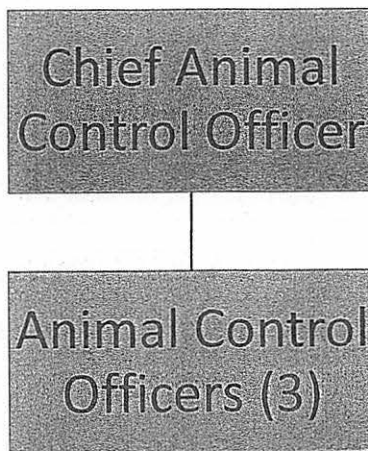 Chief Animal
Control Officer
Animal Control
Officers (3)